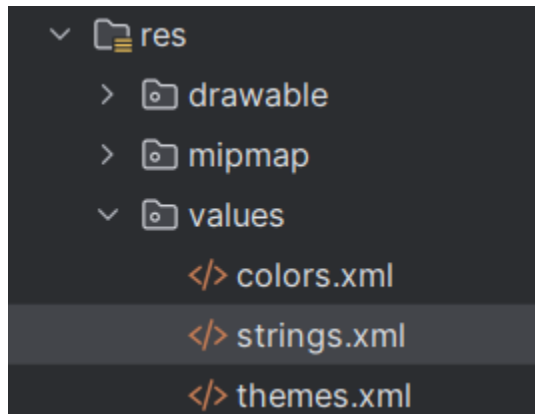 res
drawable
mipmap
values
</> colors.xml
</> strings.xml
</> themes.xml